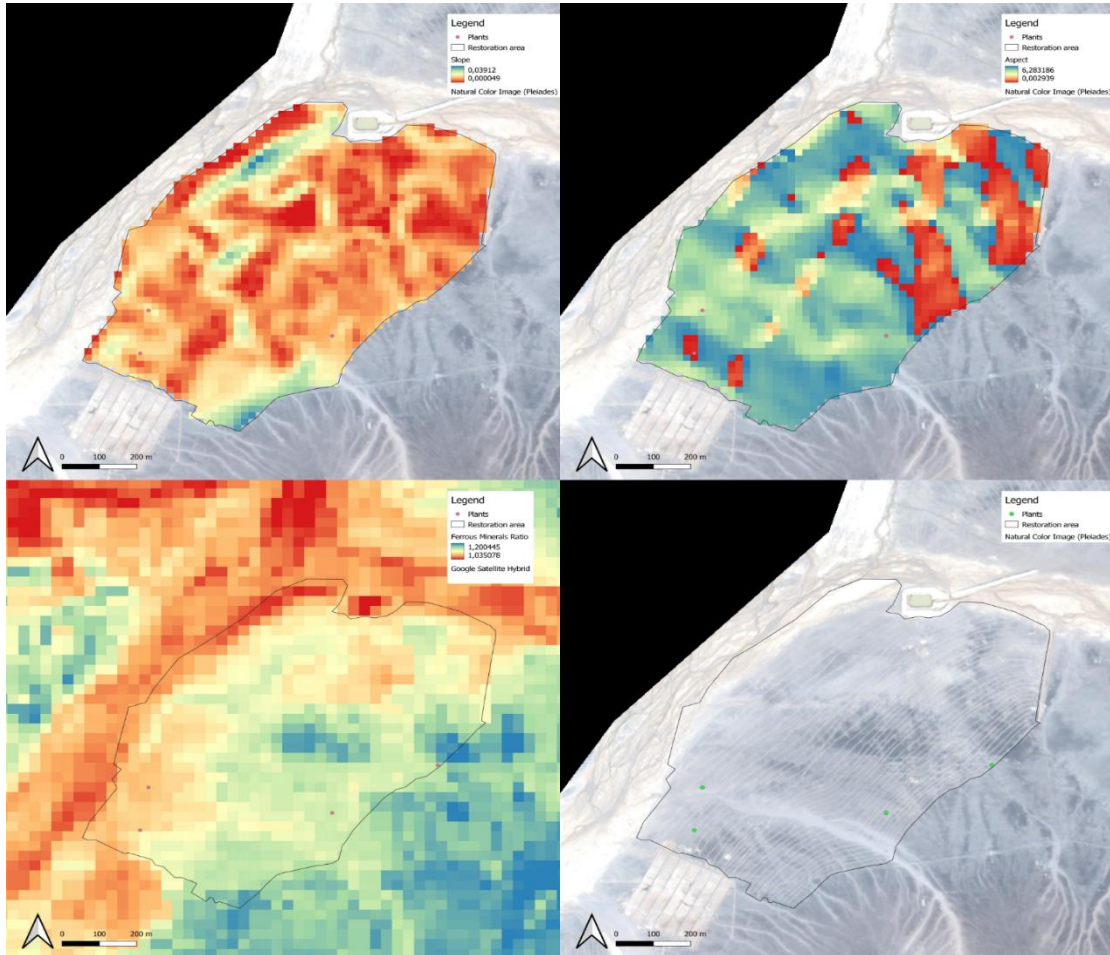 Legend
Plants
Restoration area
Slope
0,03912
0,000049
Natural Color Image (Pleiades)
0 100 200 m
Legend
Plants
Restoration area
Aspect
6,283186
0,002939
Natural Color Image (Pleiades)
0 100 200 m
Legend
Plants
Restoration area
Ferrous Minerals Ratio
1,200445
1,035078
Google Satellite Hybrid
0 100 200 m
Legend
Plants
Restoration area
Natural Color Image (Pleiades)
0 100 200 m